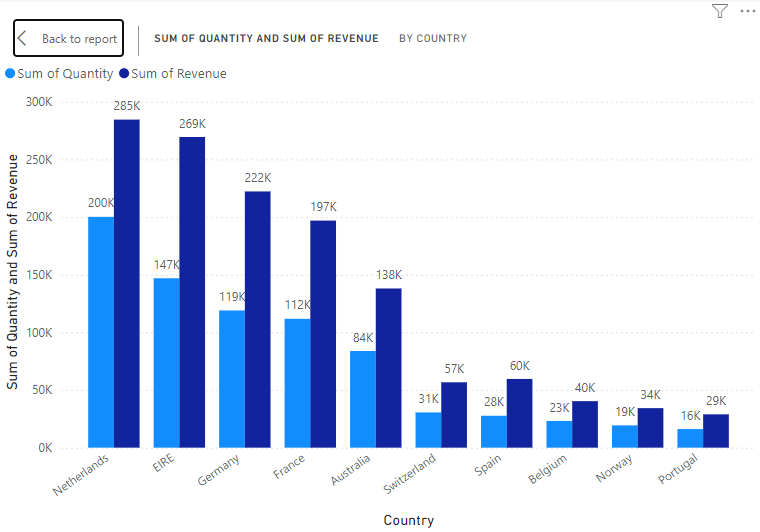 Back to report
SUM OF QUANTITY AND SUM OF REVENUE BY COUNTRY
Sum of Quantity Sum of Revenue
Sum of Quantity and Sum of Revenue
300K
250K
200K
150K
100K
50K
0K
200K 285K
147K 269K
119K 222K
112K 197K
84K 138K
31K 57K
28K 60K
23K 40K
19K 34K
16K 29K
Netherlands
EIRE
Germany
France
Australia
Switzerland
Spain
Belgium
Norway
Portugal
Country